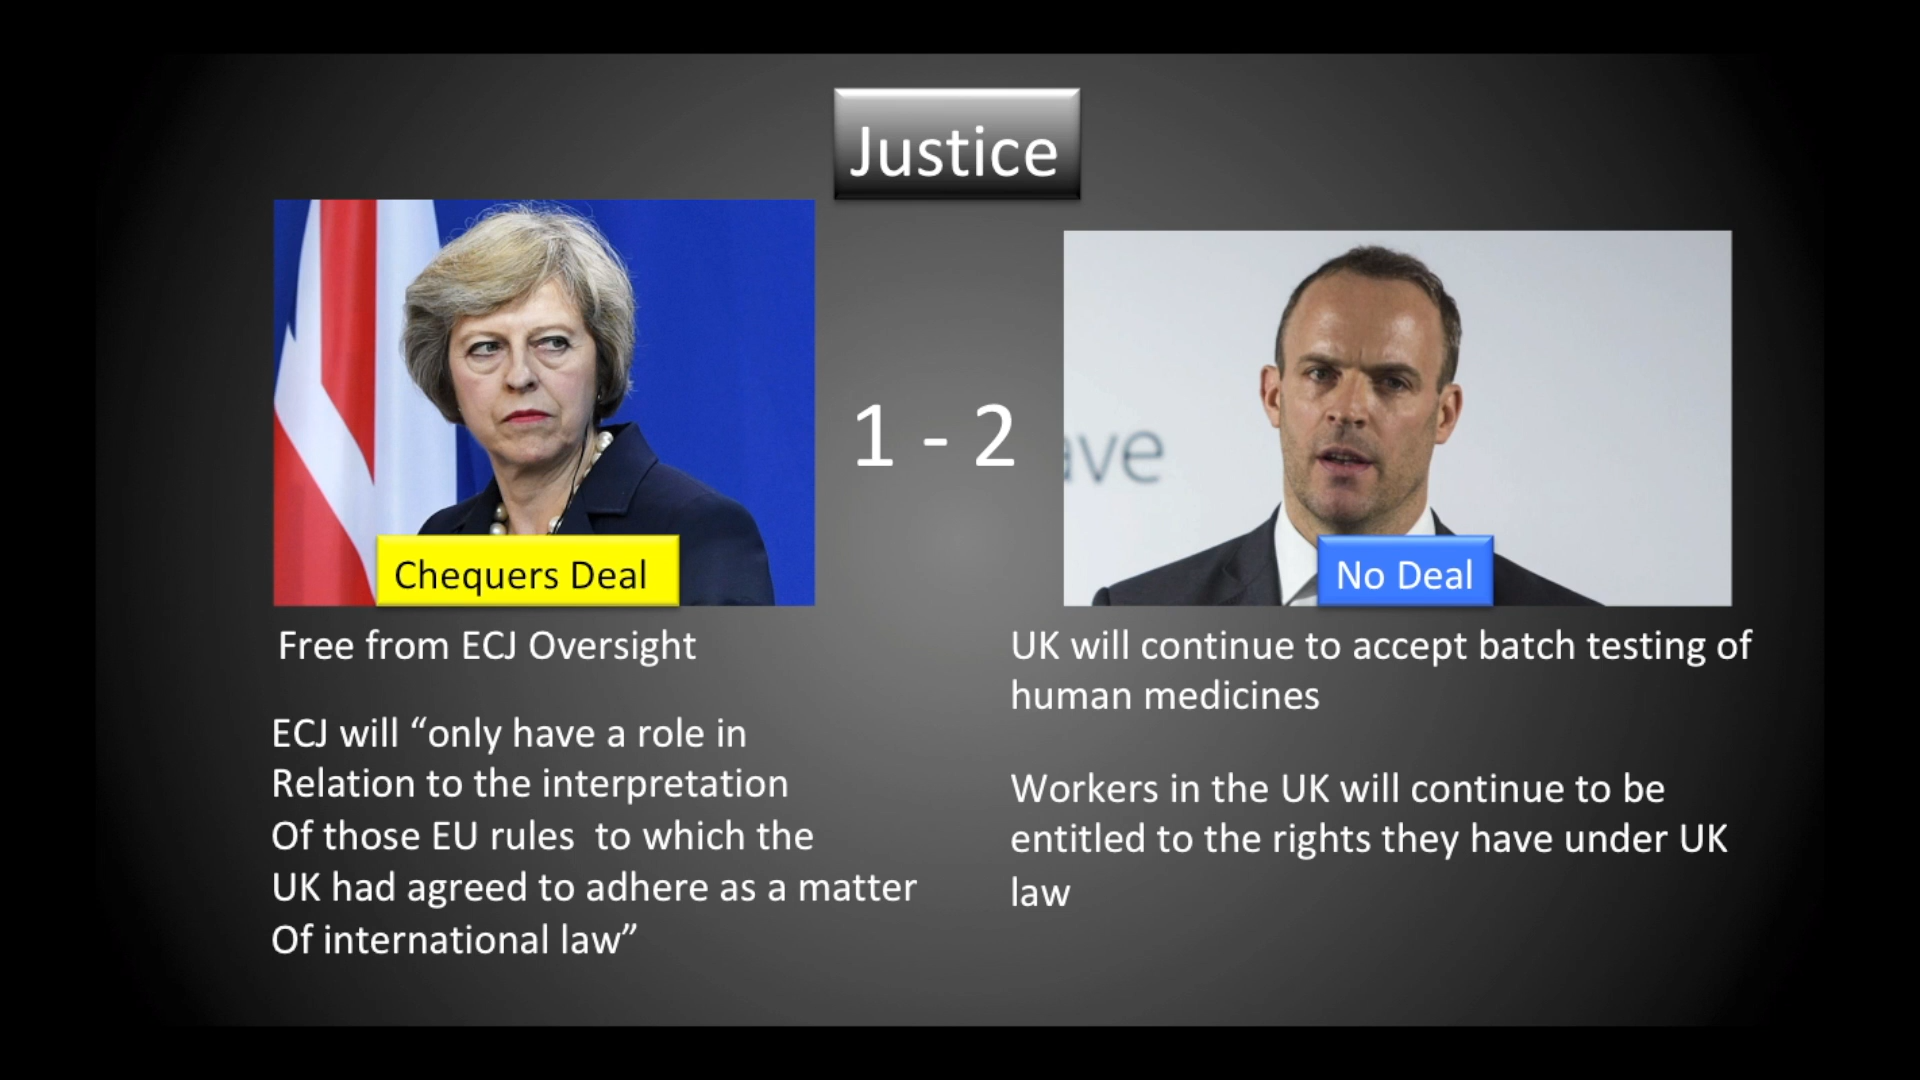 Justice
1 - 2
ave
Chequers Deal
No Deal
Free from ECJ Oversight
ECJ will “only have a role in
Relation to the interpretation
Of those EU rules  to which the
UK had agreed to adhere as a matter
Of international law”
UK will continue to accept batch testing of
human medicines
Workers in the UK will continue to be
entitled to the rights they have under UK
law